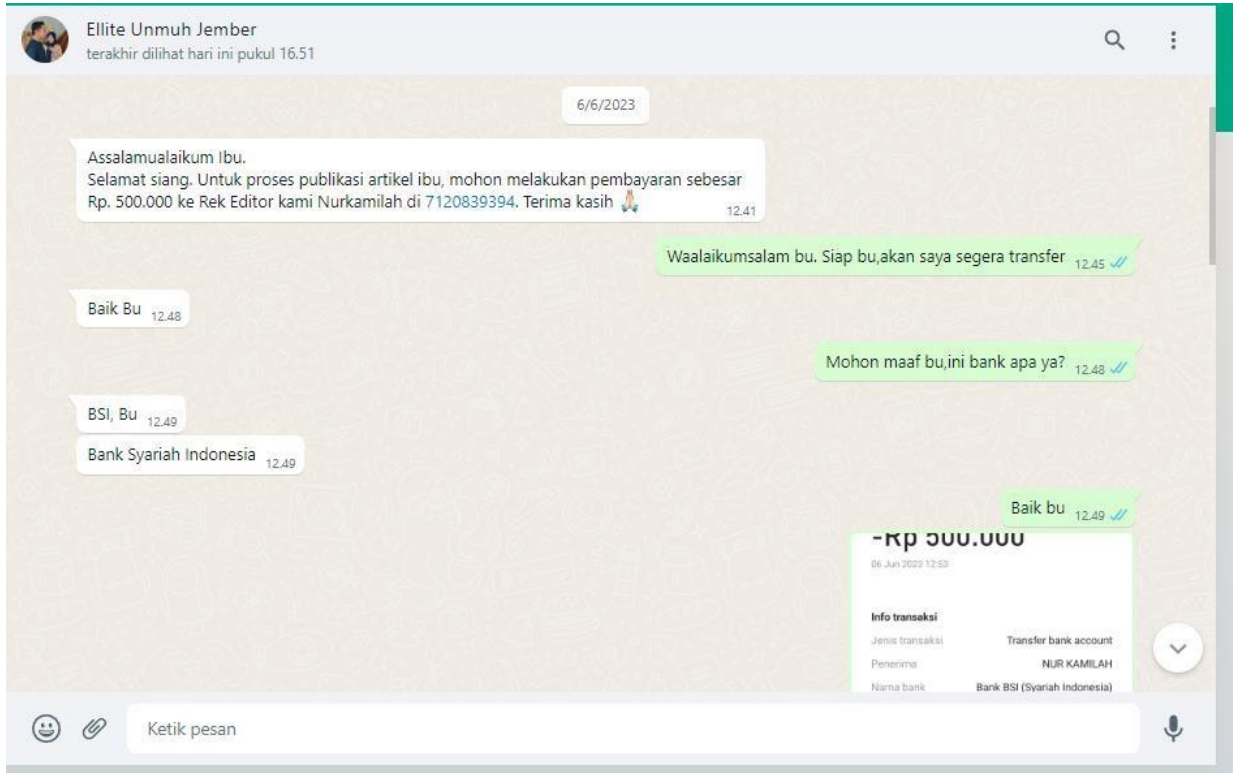 Ellite Unmuh Jember
terakhir dilihat hari ini pukul 16.51
6/6/2023
Assalamualaikum Ibu.
Selamat siang. Untuk proses publikasi artikel ibu, mohon melakukan pembayaran sebesar
Rp. 500.000 ke Rek Editor kami Nurkamilah di 7120839394. Terima kasih 🙏🏻
12.41
Waalaikumsalam bu. Siap bu,akan saya segera transfer 12.45
Baik Bu 12.48
Mohon maaf bu,ini bank apa ya? 12.48
BSI, Bu 12.49
Bank Syariah Indonesia 12.49
Baik bu 12.49
-Rp 500.000
06 Jun 2023 12:53
Info transaksi
Jenis transaksi Transfer bank account
Penerima NUR KAMILAH
Nama bank Bank BSI (Syariah Indonesia)
Ketik pesan